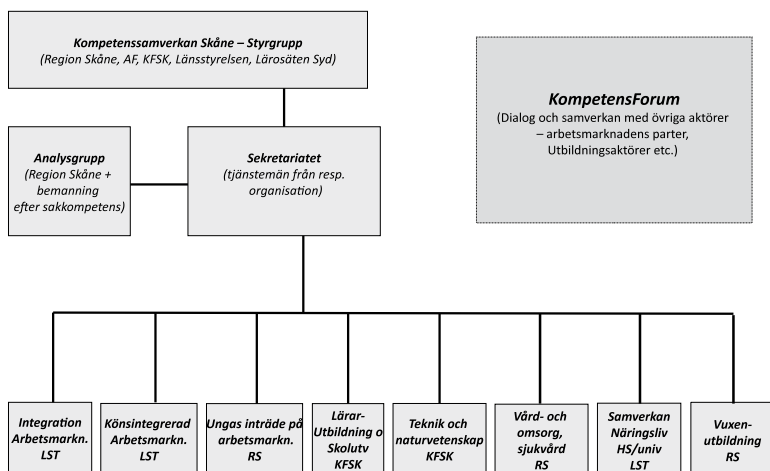 Kompetenssamverkan Skåne – Styrgrupp
(Region Skåne, AF, KFSK, Länsstyrelsen, Lärosäten Syd)
KompetensForum
(Dialog och samverkan med övriga aktörer
– arbetsmarknadens parter,
Utbildningsaktörer etc.)
Analysgrupp
(Region Skåne +
bemanning
efter sakkompetens)
Sekretariatet
(tjänstemän från resp.
organisation)
Integration
Arbetsmarkn.
LST
Könsintegrerad
Arbetsmarkn.
LST
Ungas inträde på
arbetsmarkn.
RS
Lärar-
Utbildning o
Skolutv
KFSK
Teknik och
naturvetenskap
KFSK
Vård- och
omsorg,
sjukvård
RS
Samverkan
Näringsliv
HS/univ
LST
Vuxen-
utbildning
RS